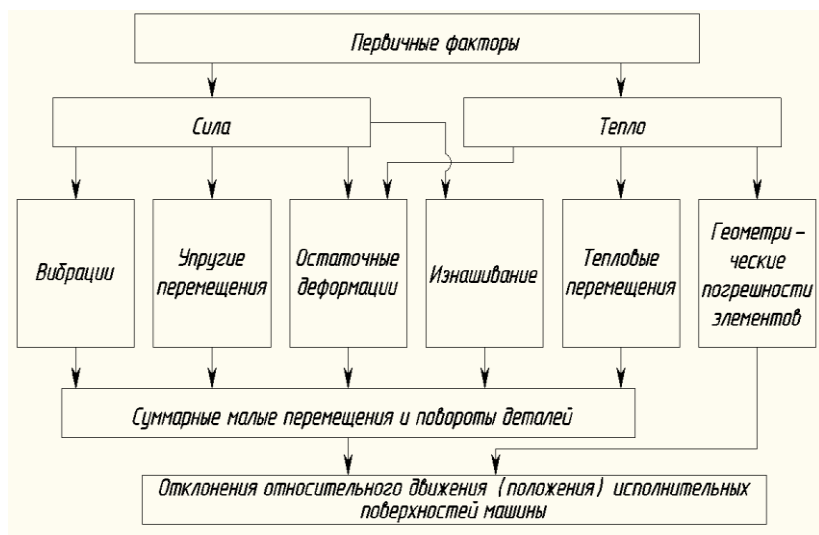 Первичные факторы
Сила
Тепло
Вибрации
Упругие
перемещения
Остаточные
деформации
Изнашивание
Тепловые
перемещения
Геометри –
ческие
погрешности
элементов
Суммарные малые перемещения и повороты деталей
Отклонения относительного движения (положения) исполнительных
поверхностей машины